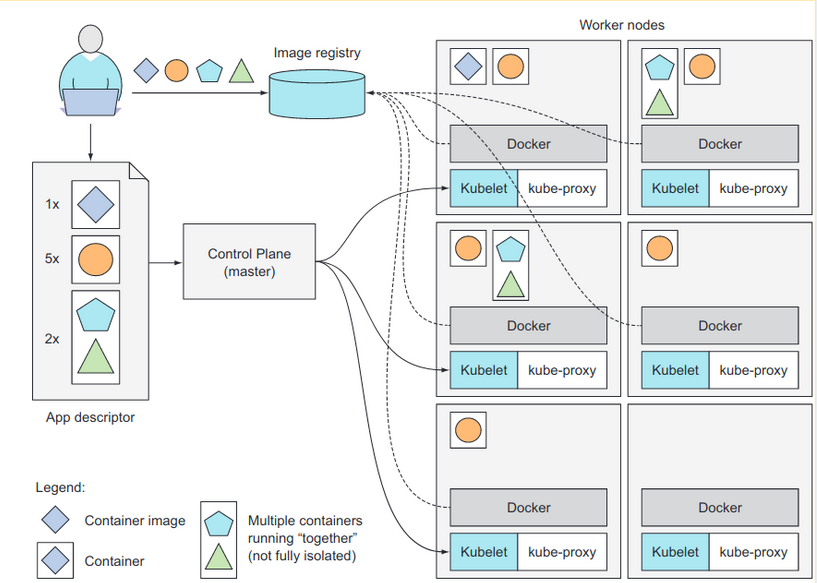 Worker nodes
Image registry
Docker
Kubelet
kube-proxy
Docker
Kubelet
kube-proxy
1x
5x
2x
App descriptor
Control Plane
(master)
Docker
Kubelet
kube-proxy
Docker
Kubelet
kube-proxy
Docker
Kubelet
kube-proxy
Docker
Kubelet
kube-proxy
Legend:
Container image
Container
Multiple containers
running “together”
(not fully isolated)